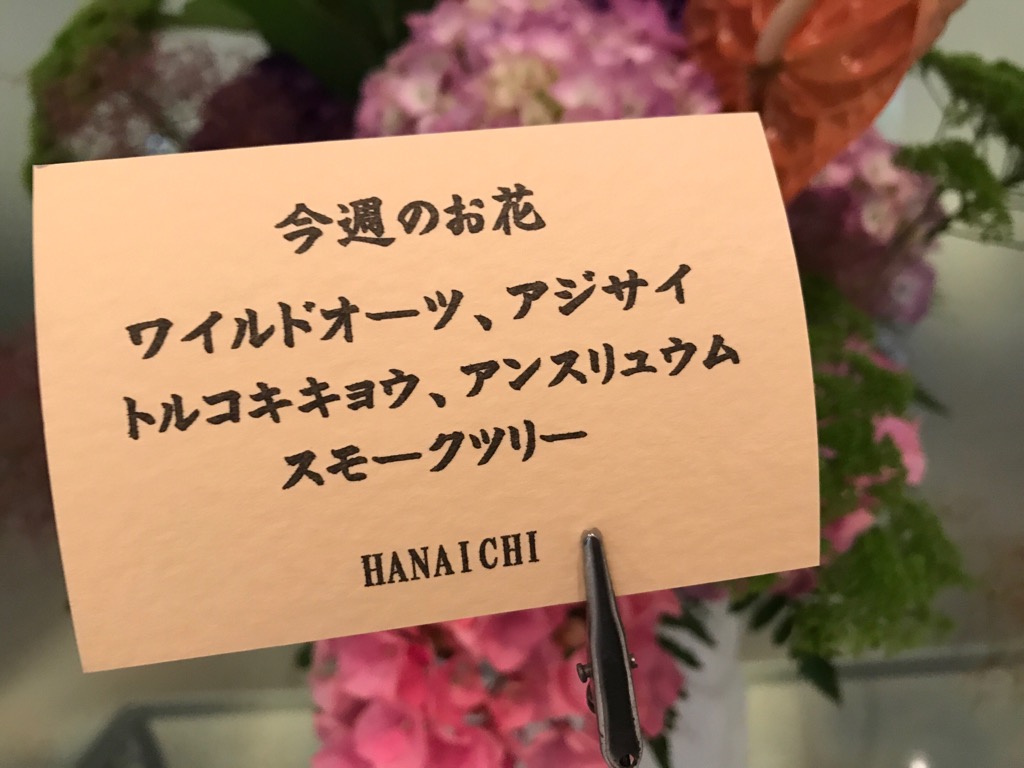 今週のお花
ワイルドオーツ、アジサイ
トルコキキョウ、アンスリュウム
スモークツリー
HANAICHI